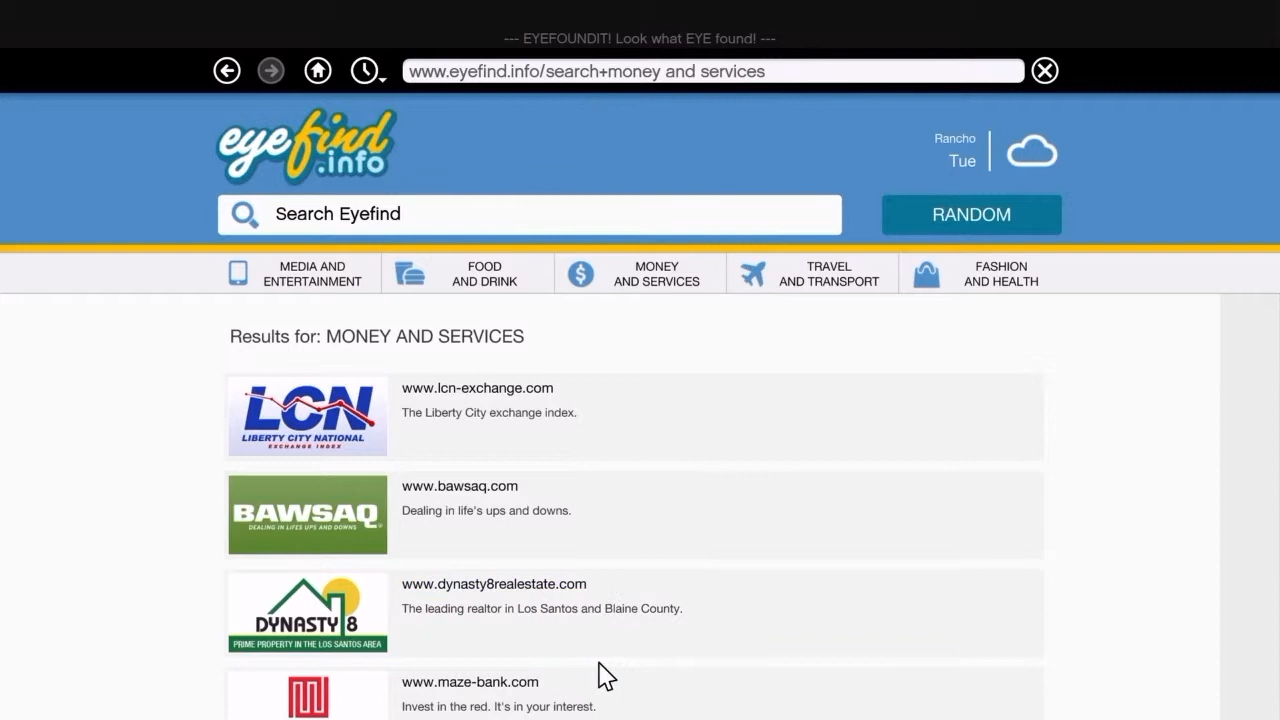 --- EYEFOUNDIT! Look what EYE found! ---
www.eyefind.info/search+money and services
eyefind
.info
Rancho
Tue
Search Eyefind
RANDOM
MEDIA AND
ENTERTAINMENT
FOOD
AND DRINK
MONEY
AND SERVICES
TRAVEL
AND TRANSPORT
FASHION
AND HEALTH
Results for: MONEY AND SERVICES
LCN
LIBERTY CITY NATIONAL
EXCHANGE INDEX
www.lcn-exchange.com
The Liberty City exchange index.
BAWSAQ
DEALING IN LIFES UPS AND DOWNS
www.bawsaq.com
Dealing in life's ups and downs.
DYNASTY 8
PRIME PROPERTY IN THE LOS SANTOS AREA
www.dynasty8realestate.com
The leading realtor in Los Santos and Blaine County.
www.maze-bank.com
Invest in the red. It's in your interest.